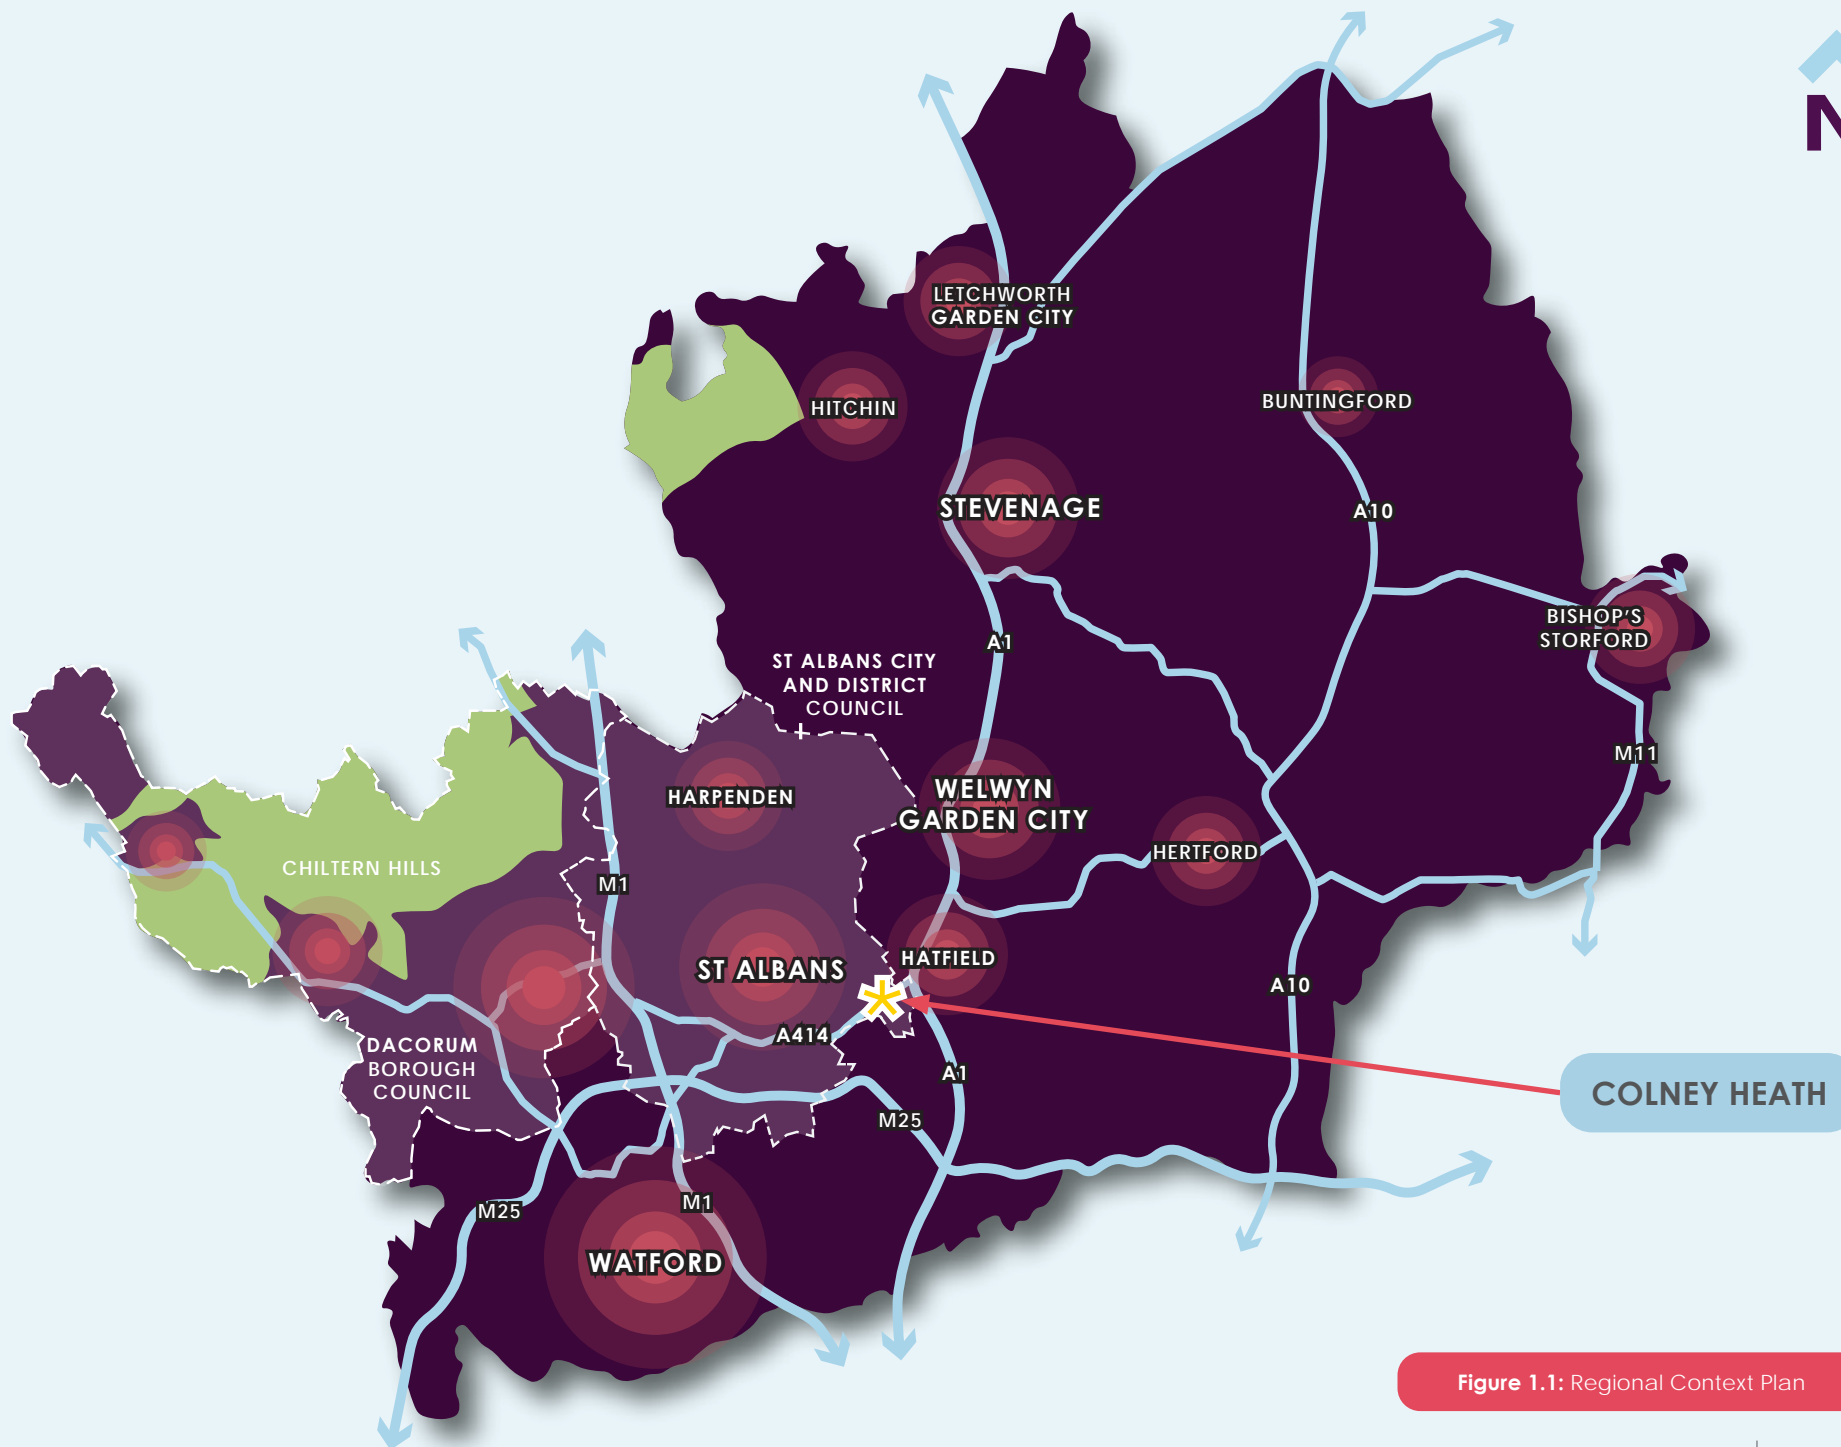 N
LETCHWORTH
GARDEN CITY
HITCHIN
BUNTINGFORD
STEVENAGE
A10
BISHOP'S
STORFORD
A1
ST ALBANS CITY
AND DISTRICT
COUNCIL
M11
HARPENDEN
WELWYN
GARDEN CITY
HERTFORD
CHILTERN HILLS
M1
ST ALBANS
HATFIELD
A10
A414
DACORUM
BOROUGH
COUNCIL
A1
COLNEY HEATH
M25
M25
M1
WATFORD
Figure 1.1: Regional Context Plan